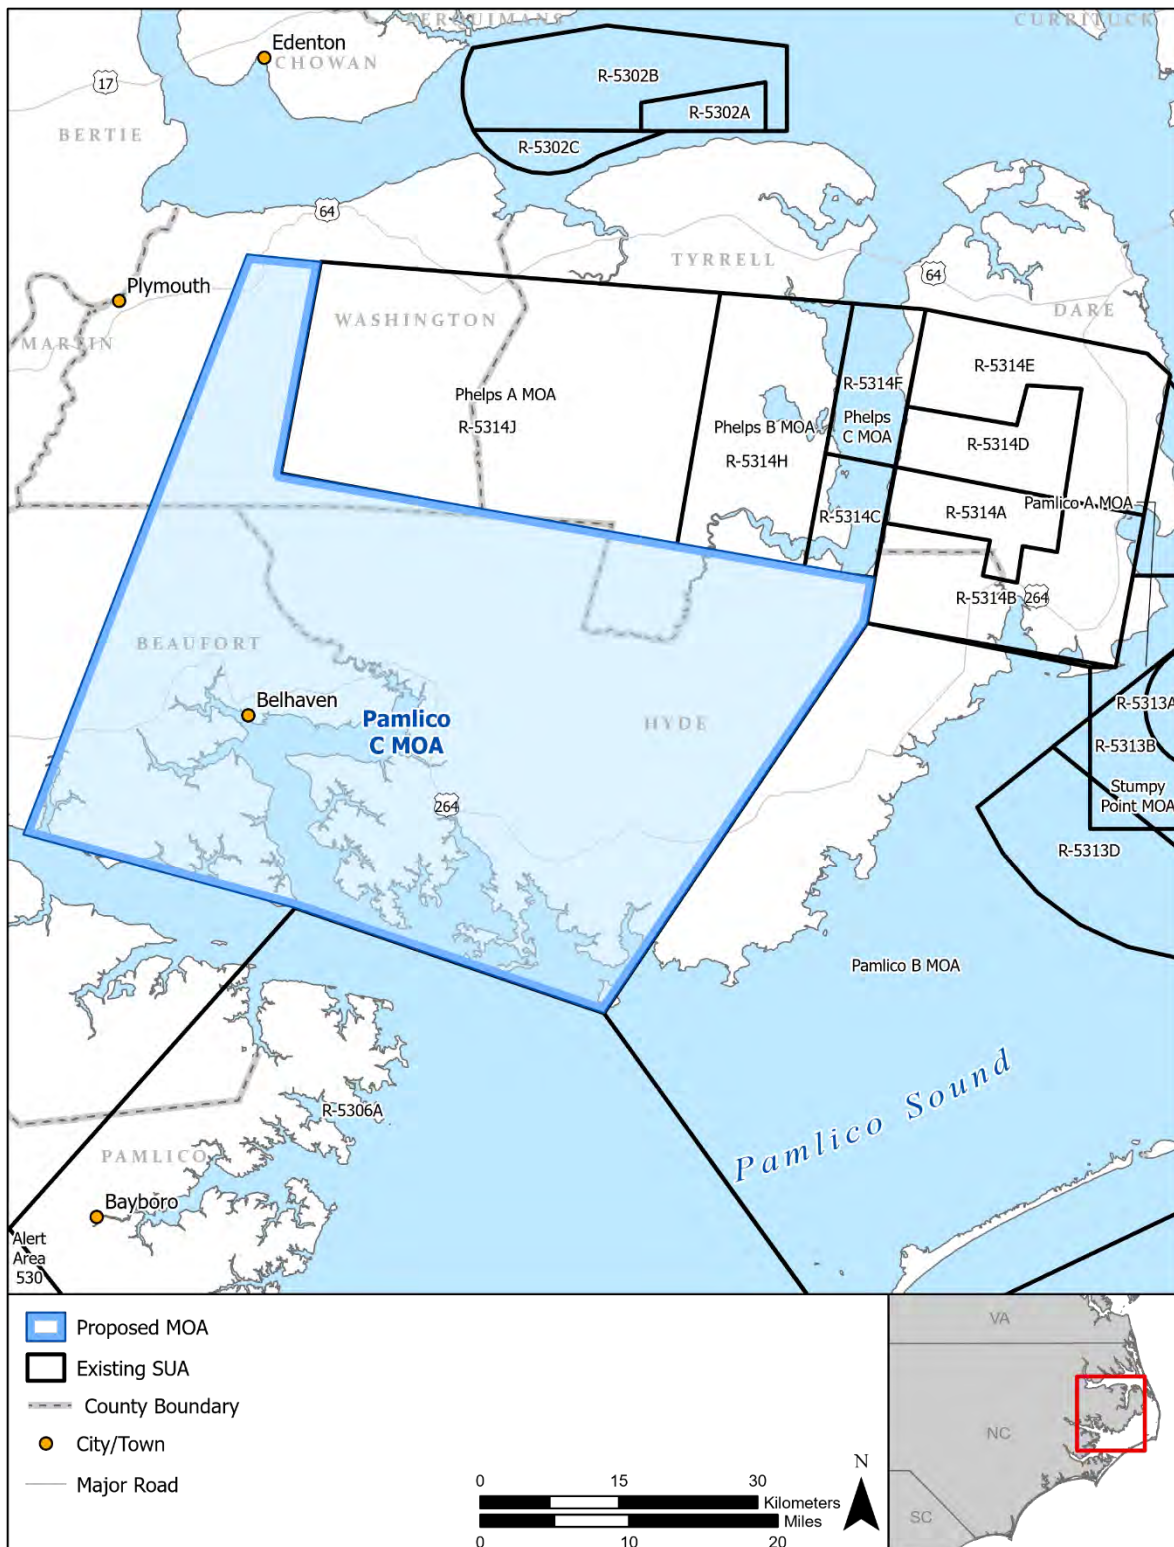 PERQUIMANS
CURRITUCK
Edenton
CHOWAN
17
R-5302B
R-5302A
BERTIE
R-5302C
64
TYRRELL
64
Plymouth
DARE
WASHINGTON
MARTIN
R-5314E
R-5314F
Phelps A MOA
R-5314J
Phelps
C MOA
Phelps B MOA
R-5314D
R-5314H
Pamlico A MOA
R-5314C
R-5314A
R-5314B
264
BEAUFORT
Belhaven
Pamlico
C MOA
HYDE
R-5313A
R-5313B
Stumpy
Point MOA
264
R-5313D
Pamlico B MOA
Pamlico Sound
R-5306A
PAMLICO
Bayboro
Alert
Area
530
Proposed MOA
Existing SUA
County Boundary
City/Town
Major Road
0 15 30
Kilometers
Miles
0 10 20
N
VA
NC
SC